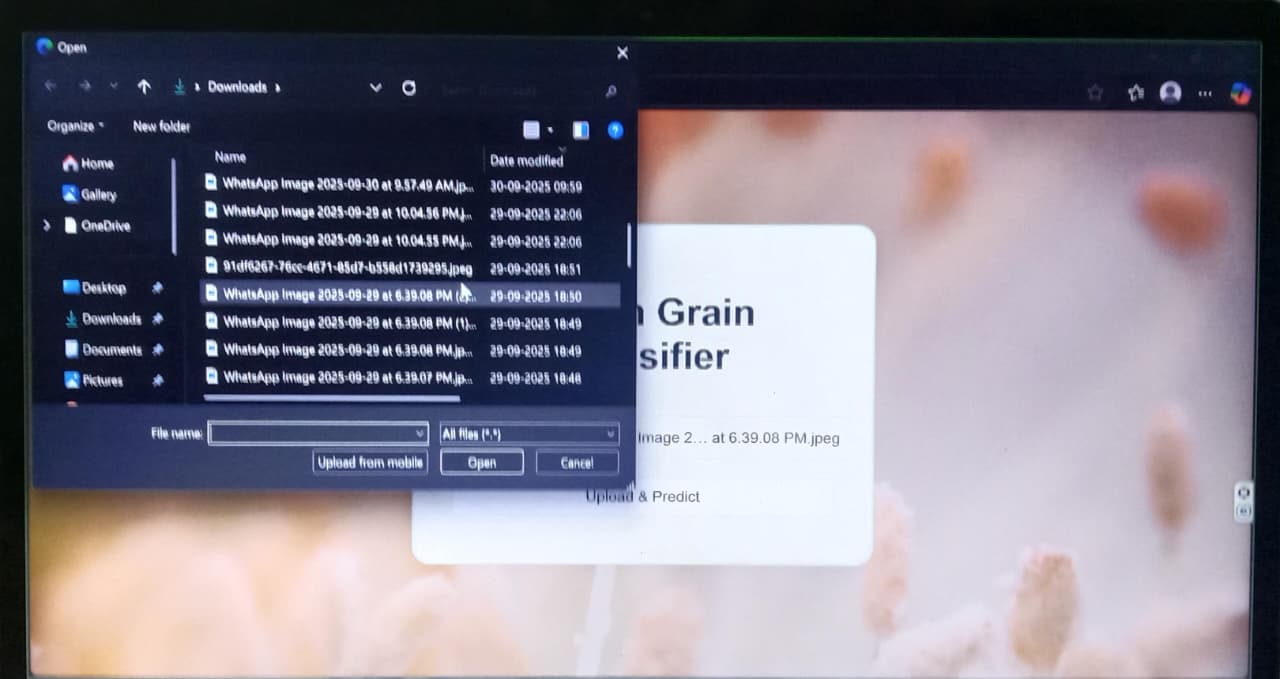 Open
Downloads
Organize
New folder
Home
Gallery
OneDrive
Desktop
Downloads
Documents
Pictures
Name
Date modified
WhatsApp Image 2025-09-30 at 9.57.49 AM.jp... 30-09-2025 09:59
WhatsApp Image 2025-09-29 at 10.04.56 PM.j... 29-09-2025 22:06
WhatsApp Image 2025-09-29 at 10.04.55 PM.j... 29-09-2025 22:06
91df6267-76cc-4671-85d7-b558d1739295.jpeg 29-09-2025 18:51
WhatsApp Image 2025-09-29 at 6.39.08 PM (2)... 29-09-2025 18:50
WhatsApp Image 2025-09-29 at 6.39.08 PM (1)... 29-09-2025 18:49
WhatsApp Image 2025-09-29 at 6.39.08 PM.jp... 29-09-2025 18:49
WhatsApp Image 2025-09-29 at 6.39.07 PM.jp... 29-09-2025 18:48
File name:
All files (*.*)
Upload from mobile
Open
Cancel
Grain
sifier
Image 2... at 6.39.08 PM.jpeg
Upload & Predict